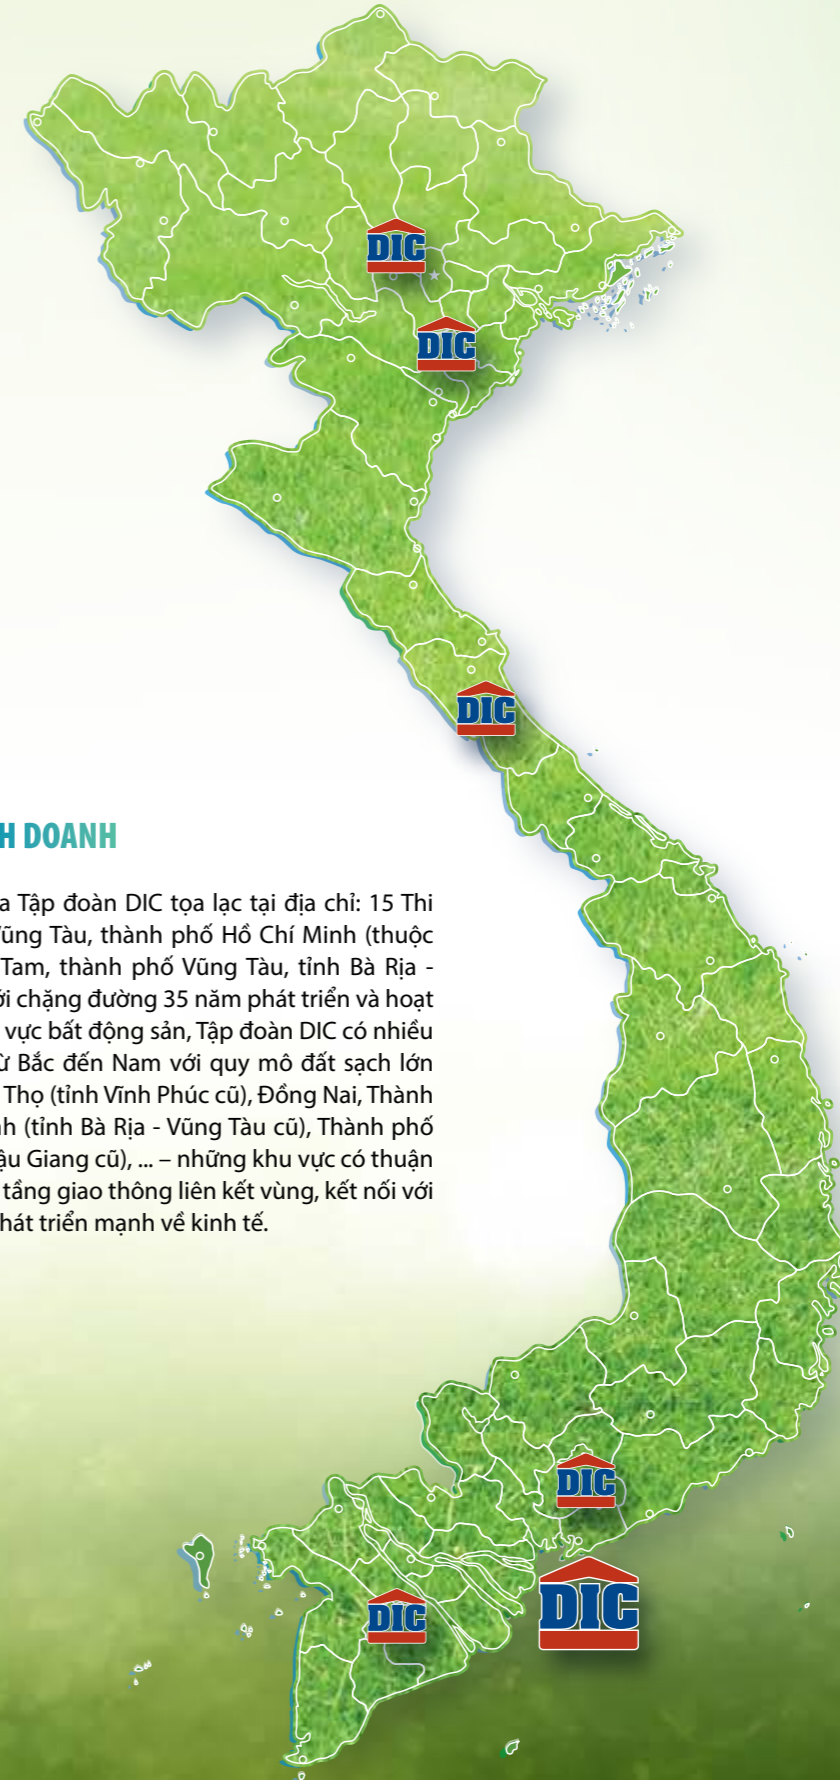 DIC
DIC
DIC
H DOANH
a Tập đoàn DIC tọa lạc tại địa chỉ: 15 Thi
Vũng Tàu, thành phố Hồ Chí Minh (thuộc
Tam, thành phố Vũng Tàu, tỉnh Bà Rịa -
ới chặng đường 35 năm phát triển và hoạt
vực bất động sản, Tập đoàn DIC có nhiều
ừ Bắc đến Nam với quy mô đất sạch lớn
Thọ (tỉnh Vĩnh Phúc cũ), Đồng Nai, Thành
nh (tỉnh Bà Rịa - Vũng Tàu cũ), Thành phố
ậu Giang cũ), ... – những khu vực có thuận
tầng giao thông liên kết vùng, kết nối với
hát triển mạnh về kinh tế.
DIC
DIC
DIC